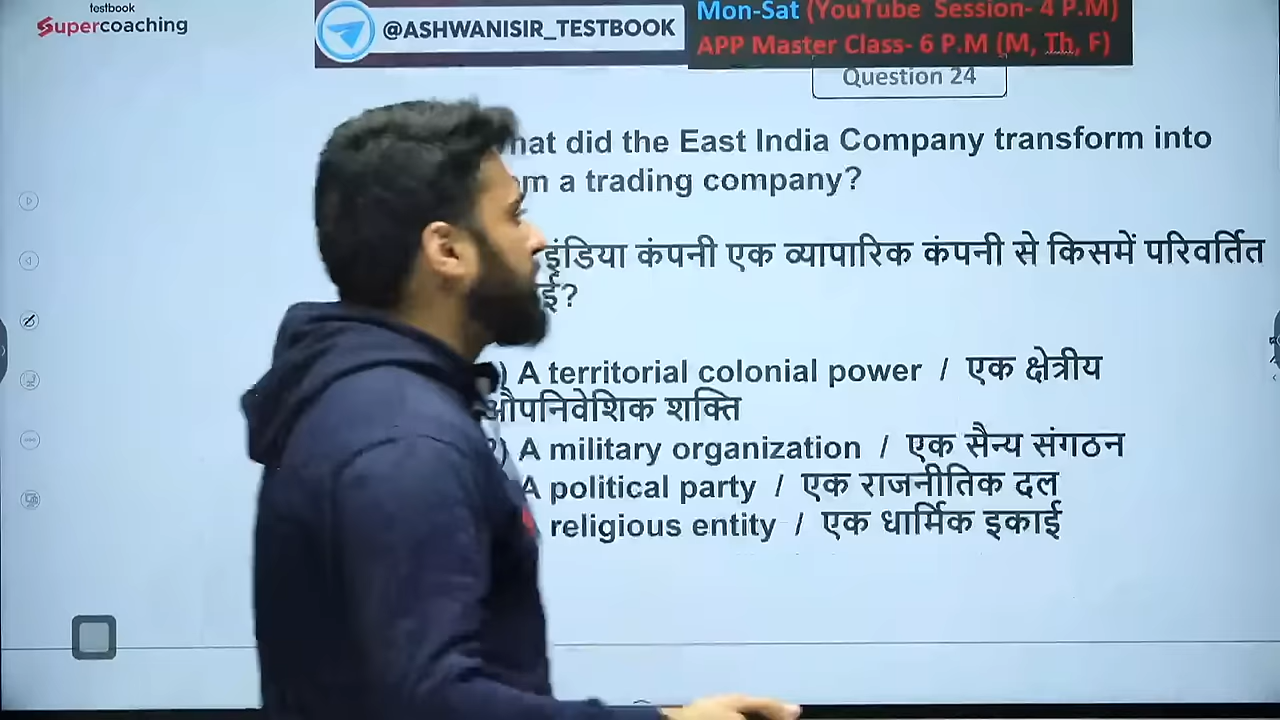 testbook
Supercoaching
@ASHWANISIR_TESTBOOK
Mon-Sat (YouTube Session- 4 P.M)
APP Master Class- 6 P.M (M, Th, F)
Question 24
did the East India Company transform into
a trading company?
इंडिया कंपनी एक व्यापारिक कंपनी से किसमें परिवर्तित
?
) A territorial colonial power / एक क्षेत्रीय
औपनिवेशिक शक्ति
) A military organization / एक सैन्य संगठन
A political party / एक राजनीतिक दल
religious entity / एक धार्मिक इकाई